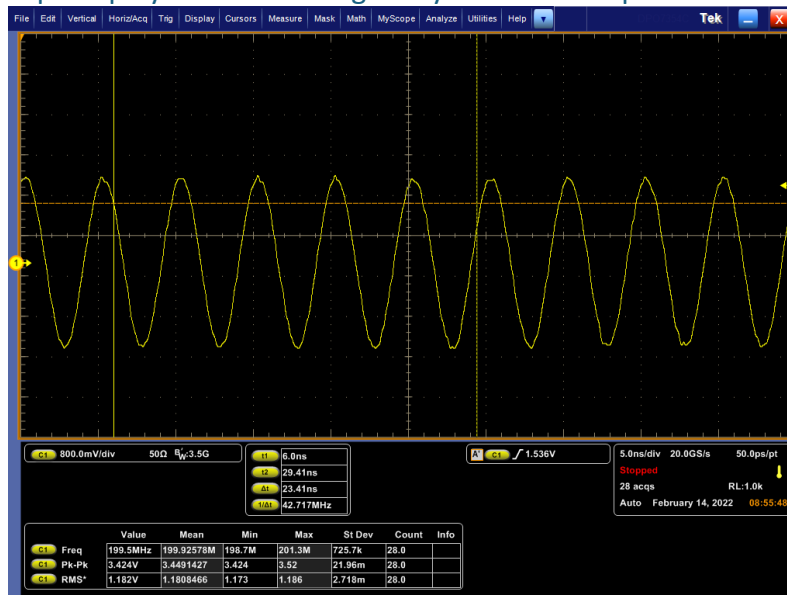 File Edit Vertical Horiz/Acq Trig Display Cursors Measure Mask Math MyScope Analyze Utilities Help Tek X
1
C1 800.0mV/div 50Ω BW:3.5G
t1 6.0ns
t2 29.41ns
Δt 23.41ns
1/Δt 42.717MHz
A' C1 1.536V
5.0ns/div 20.0GS/s 50.0ps/pt
Stopped
28 acqs RL:1.0k
Auto February 14, 2022 08:55:48
Value Mean Min Max St Dev Count Info
C1 Freq 199.5MHz 199.92578M 198.7M 201.3M 725.7k 28.0
C1 Pk-Pk 3.424V 3.4491427 3.424 3.52 21.96m 28.0
C1 RMS* 1.182V 1.1808466 1.173 1.186 2.718m 28.0